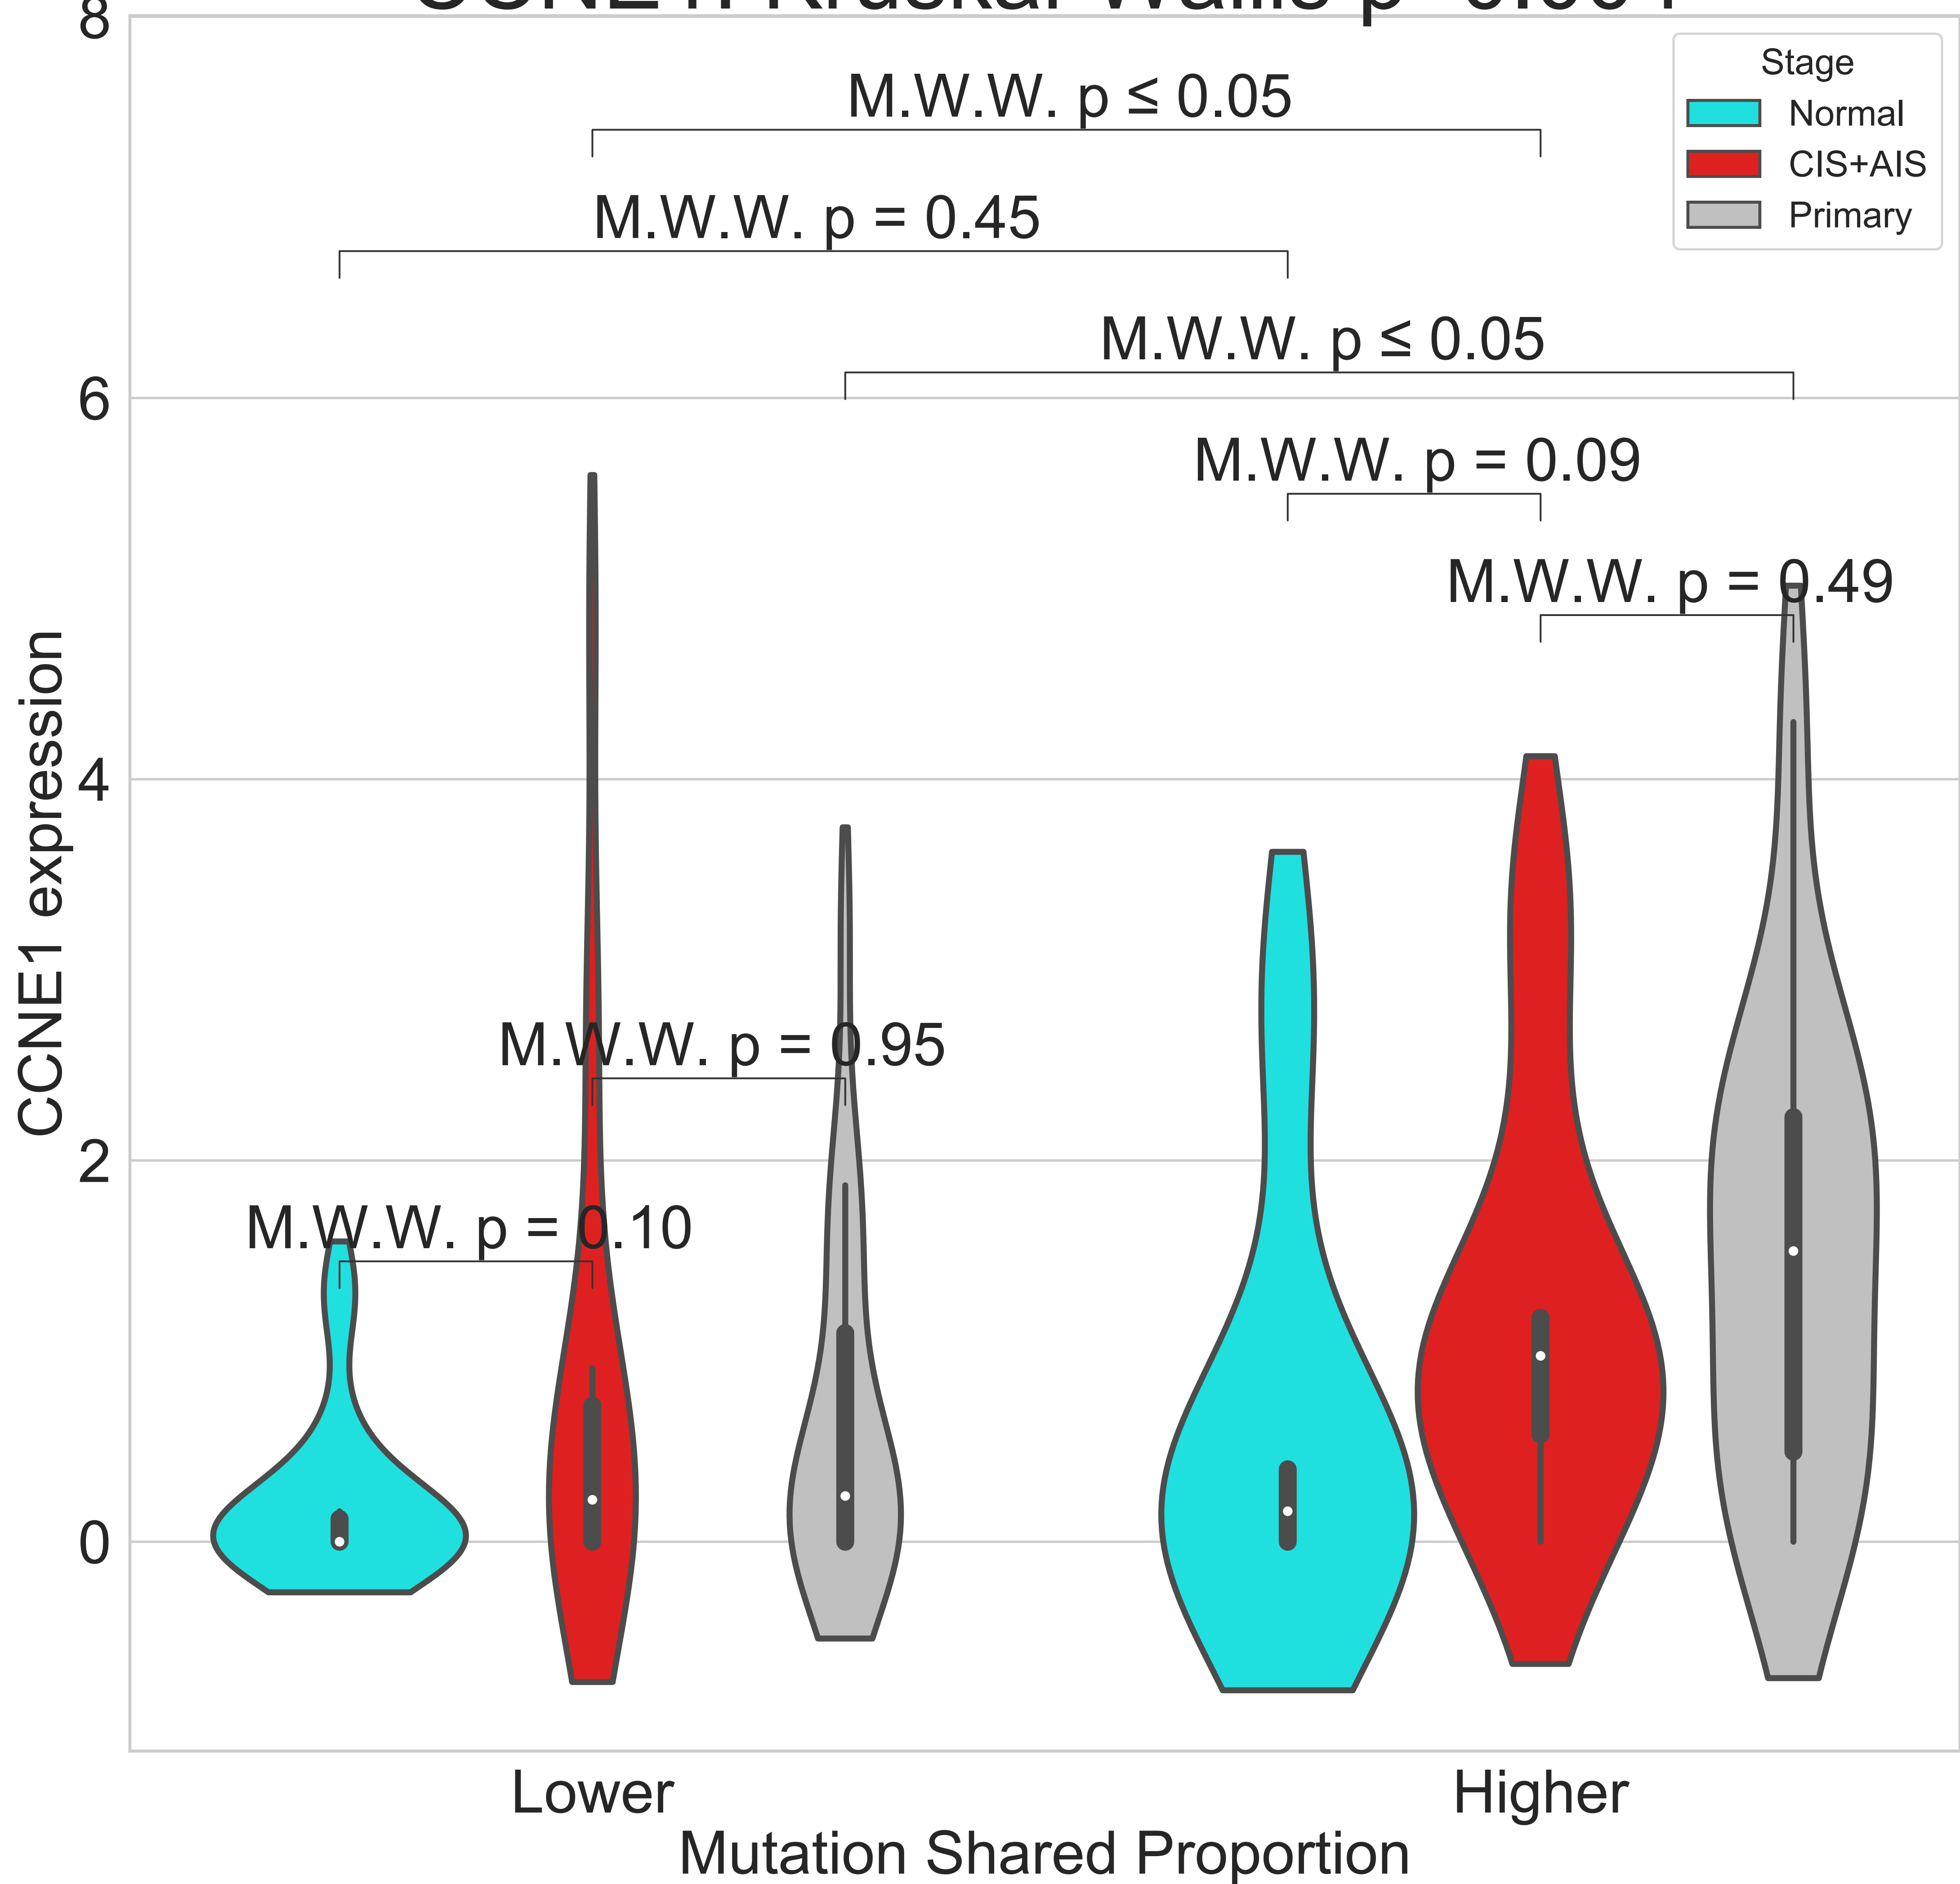 8
Stage
Normal
CIS+AIS
Primary
M.W.W. p ≤ 0.05
M.W.W. p = 0.45
M.W.W. p ≤ 0.05
6
M.W.W. p = 0.09
M.W.W. p = 0.49
4
M.W.W. p = 0.95
2
M.W.W. p = 0.10
0
CCNE1 expression
Lower
Higher
Mutation Shared Proportion